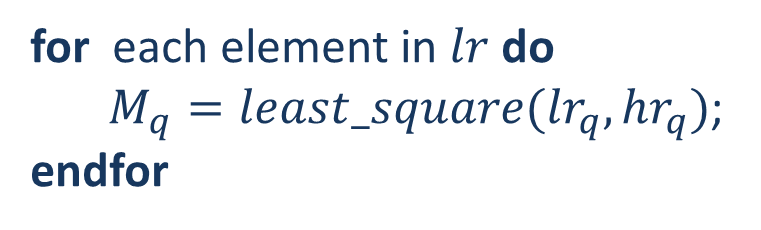 for each element in lr do
M_q = least_square(lr_q, hr_q);
endfor